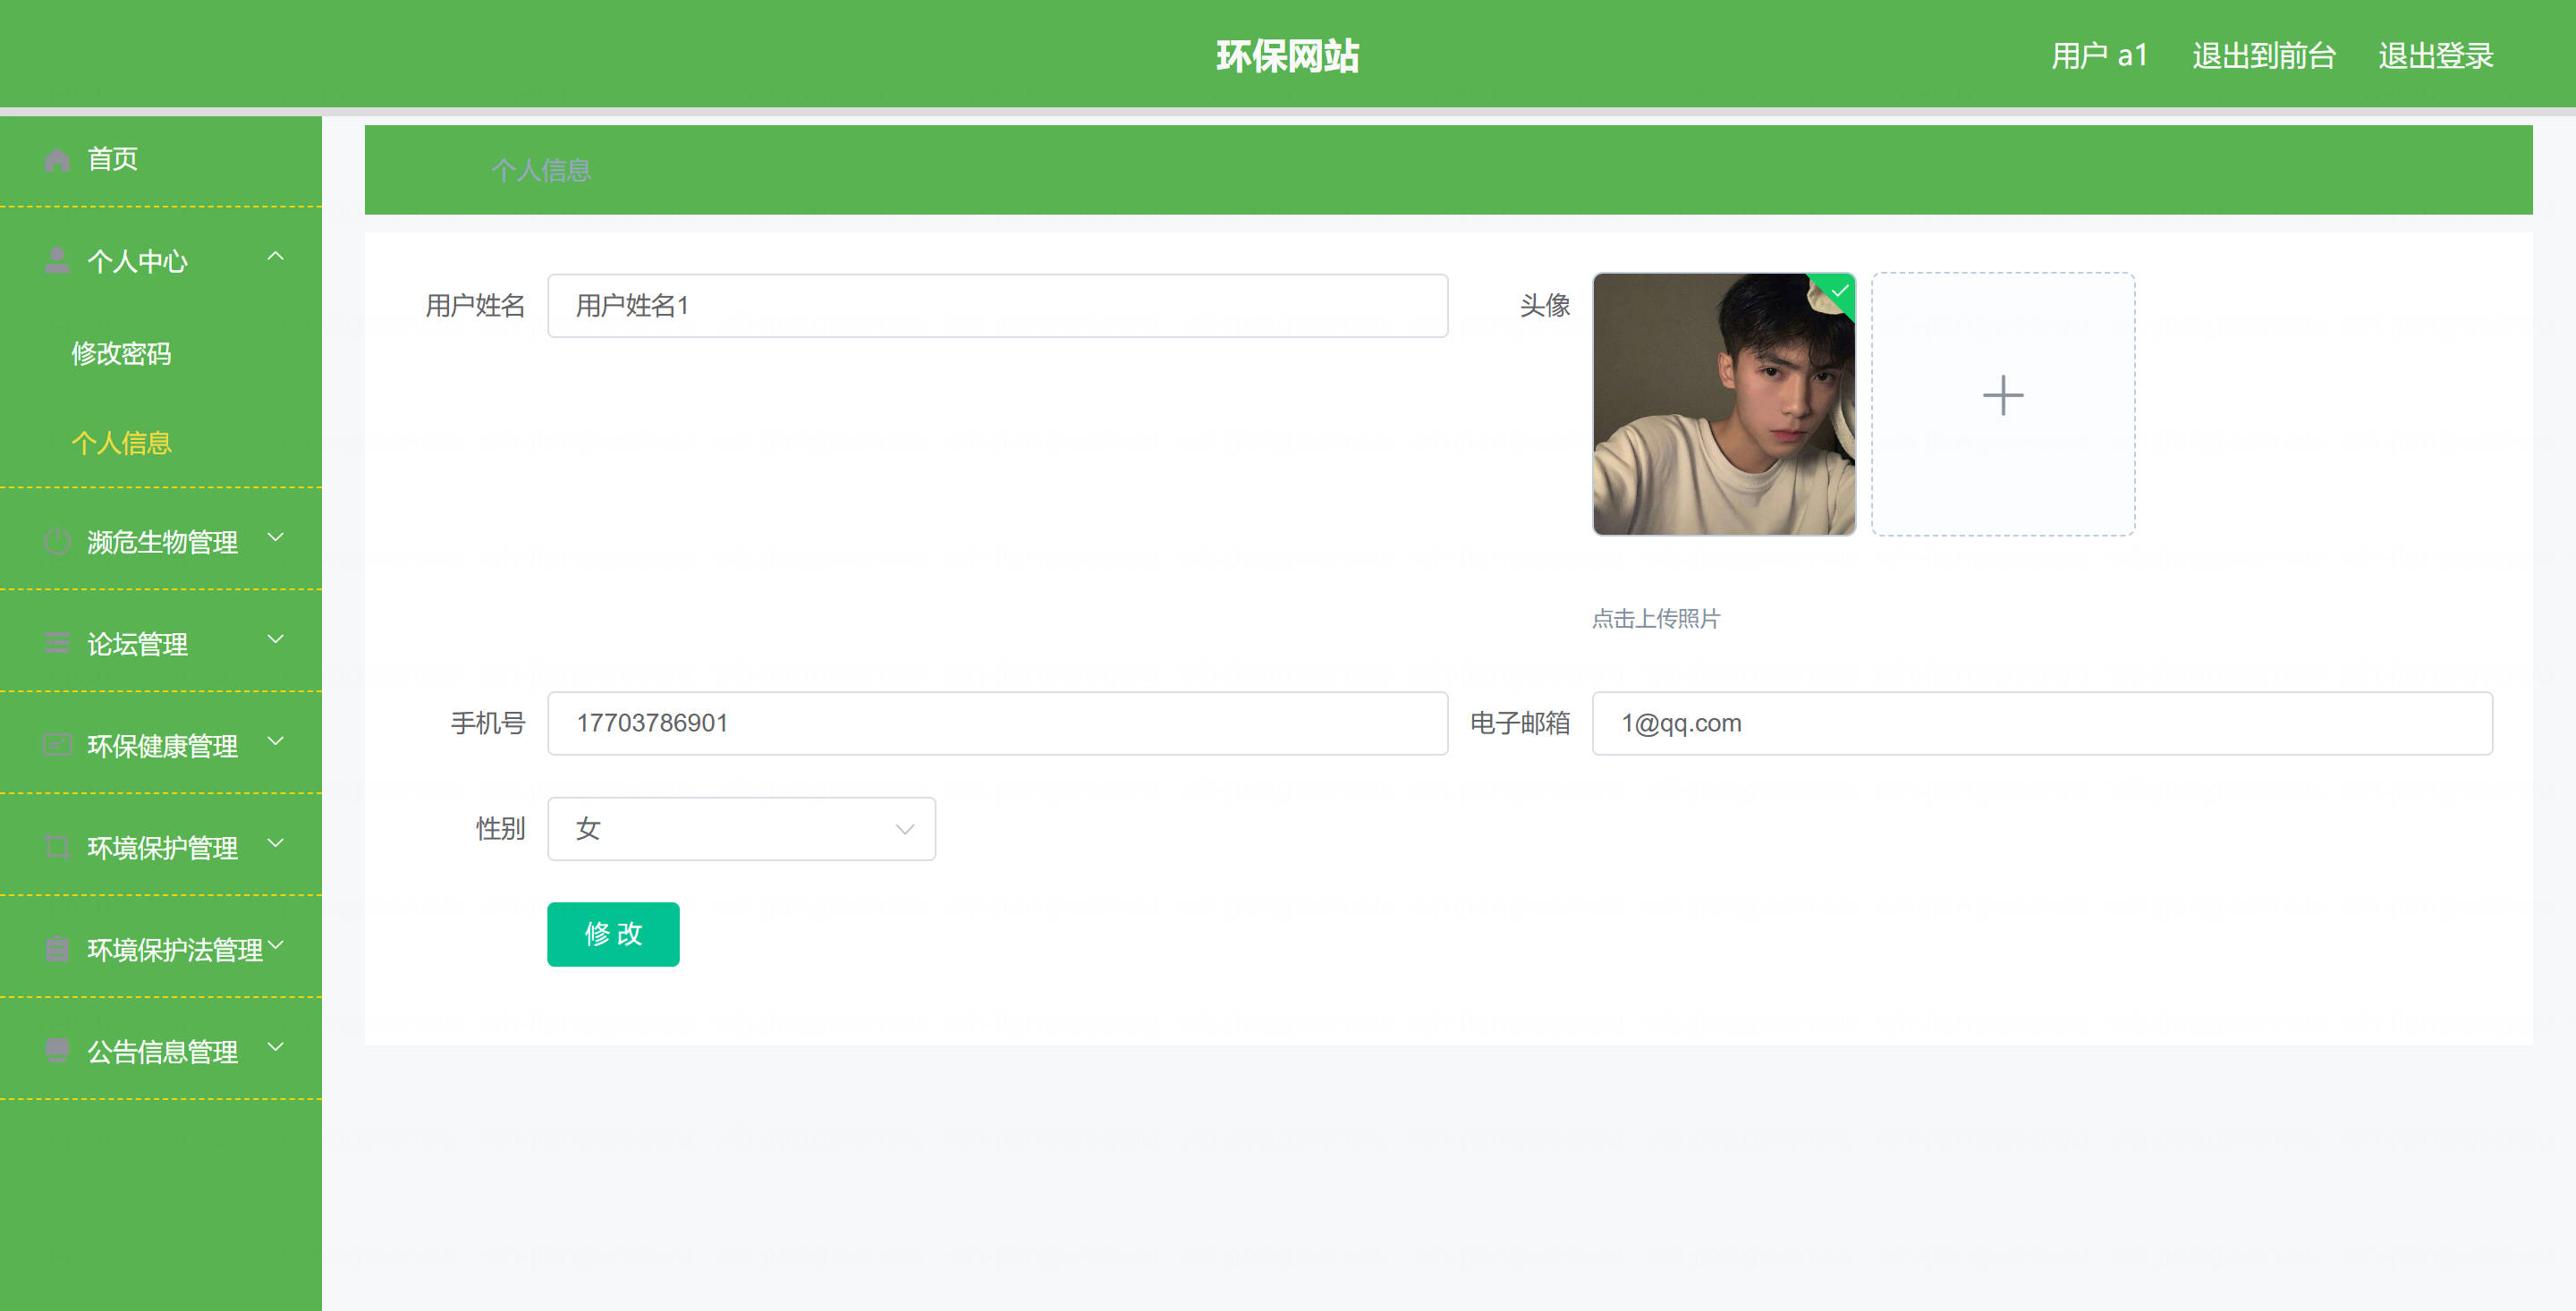 环保网站
用户 a1
退出到前台
退出登录
首页
个人中心
修改密码
个人信息
濒危生物管理
论坛管理
环保健康管理
环境保护管理
环境保护法管理
公告信息管理
个人信息
用户姓名
用户姓名1
头像
点击上传照片
手机号
17703786901
电子邮箱
1@qq.com
性别
女
修 改